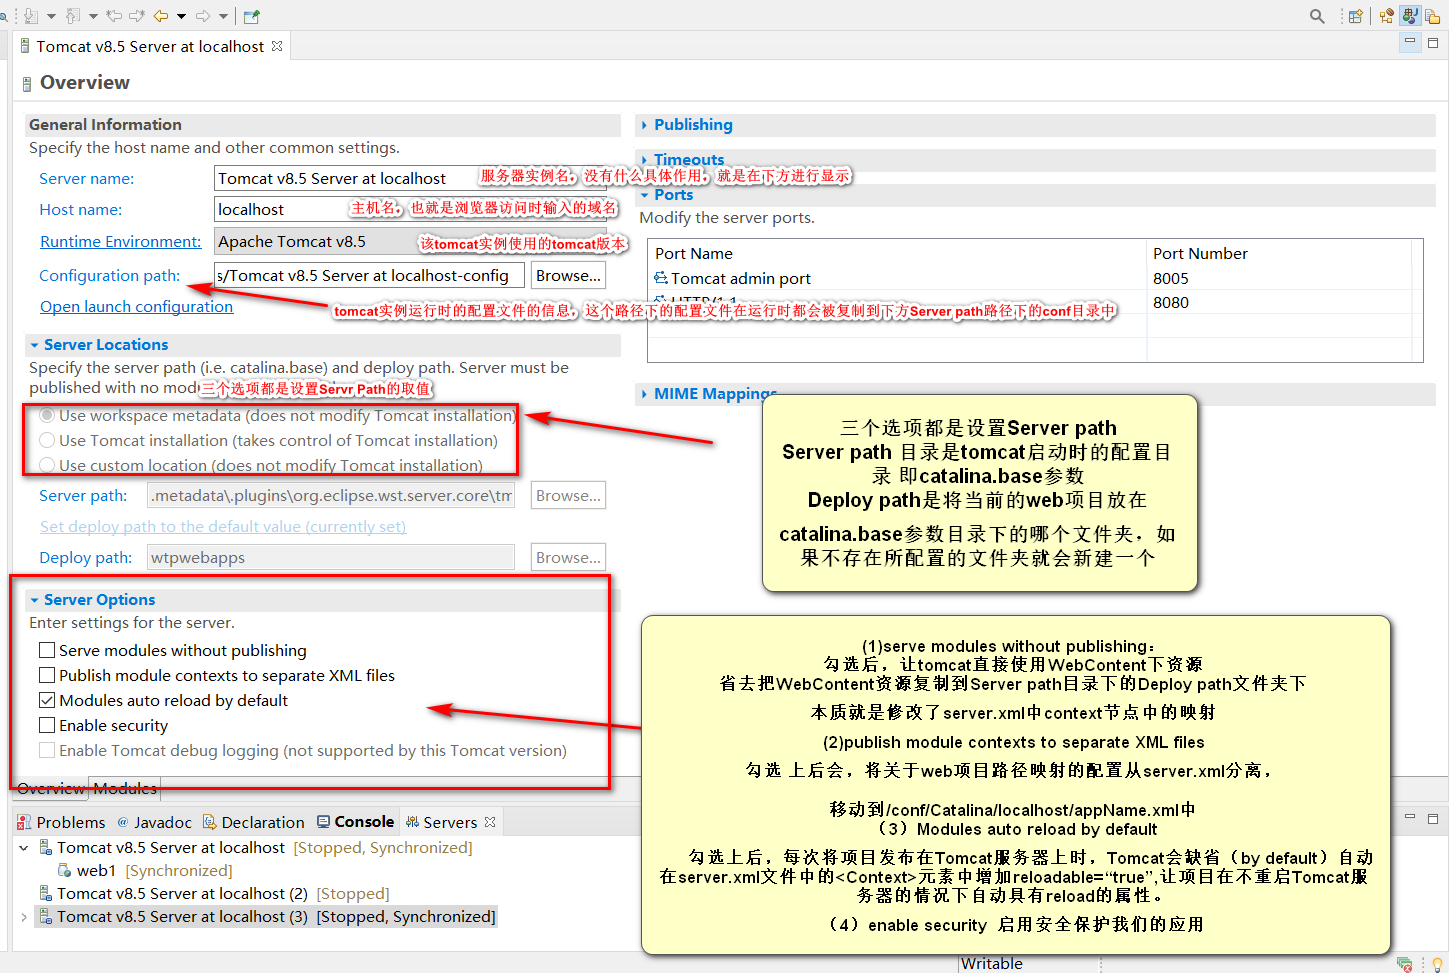 Tomcat v8.5 Server at localhost
Overview
General Information
Specify the host name and other common settings.
Server name: Tomcat v8.5 Server at localhost
服务器实例名，没有什么具体作用，就是在下方进行显示
Host name: localhost
主机名，也就是浏览器访问时输入的域名
Runtime Environment: Apache Tomcat v8.5
该tomcat实例使用的tomcat版本
Configuration path: s/Tomcat v8.5 Server at localhost-config Browse...
Open launch configuration
tomcat实例运行时的配置文件的信息，这个路径下的配置文件在运行时都会被复制到下方Server path路径下的conf目录中
Server Locations
Specify the server path (i.e. catalina.base) and deploy path. Server must be
published with no mod
三个选项都是设置Servr Path的取值
Use workspace metadata (does not modify Tomcat installation)
Use Tomcat installation (takes control of Tomcat installation)
Use custom location (does not modify Tomcat installation)
Server path: .metadata\.plugins\org.eclipse.wst.server.core\tm Browse...
Set deploy path to the default value (currently set)
Deploy path: wtpwebapps Browse...
Server Options
Enter settings for the server.
Serve modules without publishing
Publish module contexts to separate XML files
Modules auto reload by default
Enable security
Enable Tomcat debug logging (not supported by this Tomcat version)
Overview Modules
Publishing
Timeouts
Ports
Modify the server ports.
Port Name Port Number
Tomcat admin port 8005
HTTP/1.1 8080
MIME Mappings
三个选项都是设置Server path
Server path 目录是tomcat启动时的配置目
录 即catalina.base参数
Deploy path是将当前的web项目放在
catalina.base参数目录下的哪个文件夹，如
果不存在所配置的文件夹就会新建一个
(1)serve modules without publishing：
勾选后，让tomcat直接使用WebContent下资源
省去把WebContent资源复制到Server path目录下的Deploy path文件夹下
本质就是修改了server.xml中context节点中的映射
(2)publish module contexts to separate XML files
勾选 上后会，将关于web项目路径映射的配置从server.xml分离，
移动到/conf/Catalina/localhost/appName.xml中
（3）Modules auto reload by default
勾选上后，每次将项目发布在Tomcat服务器上时，Tomcat会缺省（by default）自动
在server.xml文件中的<Context>元素中增加reloadable=“true”,让项目在不重启Tomcat服
务器的情况下自动具有reload的属性。
（4）enable security 启用安全保护我们的应用
Problems @ Javadoc Declaration Console Servers
Tomcat v8.5 Server at localhost [Stopped, Synchronized]
web1 [Synchronized]
Tomcat v8.5 Server at localhost (2) [Stopped]
Tomcat v8.5 Server at localhost (3) [Stopped, Synchronized]
Writable